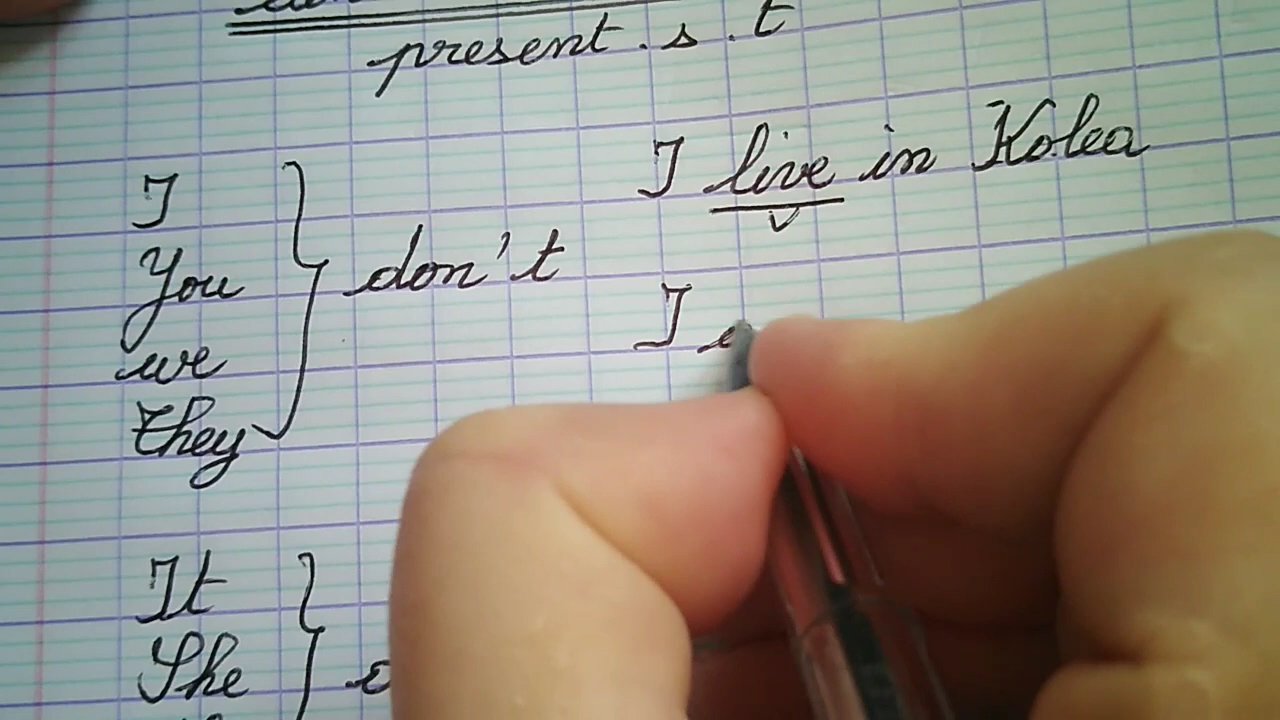 present.s.t
I live in Kolea
v
I
You
we
they
don't
I
It
She